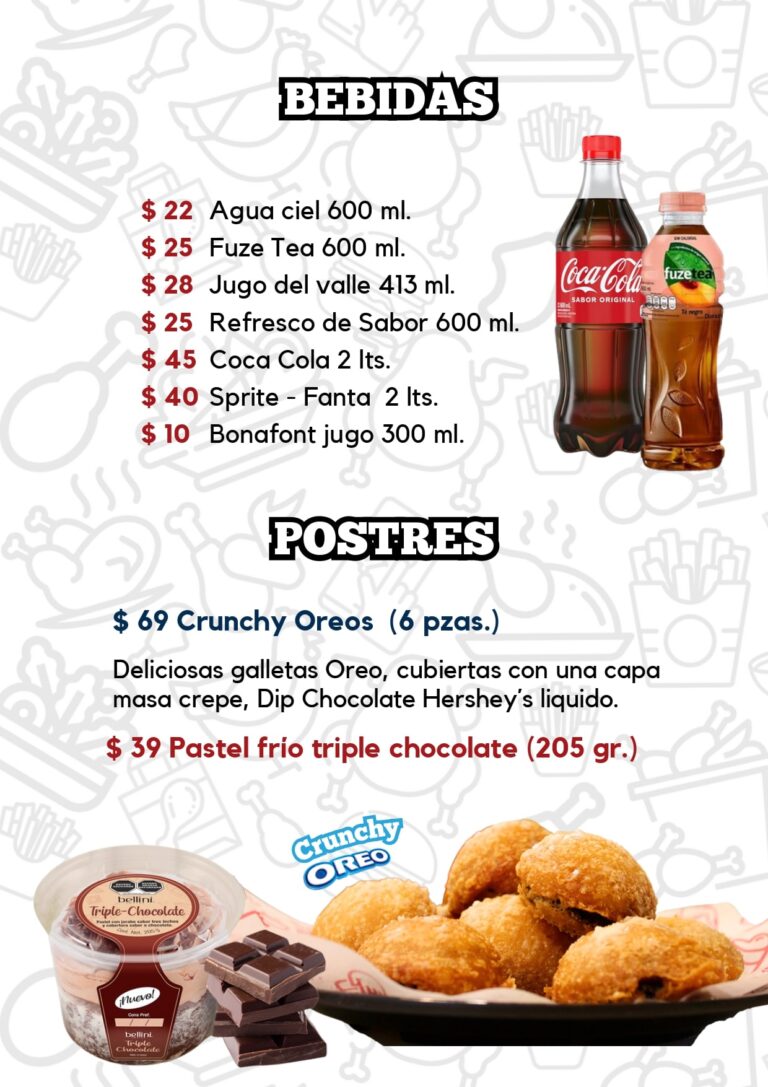 BEBIDAS
$ 22 Agua ciel 600 ml.
$ 25 Fuze Tea 600 ml.
$ 28 Jugo del valle 413 ml.
$ 25 Refresco de Sabor 600 ml.
$ 45 Coca Cola 2 lts.
$ 40 Sprite - Fanta 2 lts.
$ 10 Bonafont jugo 300 ml.
Coca-Cola
SABOR ORIGINAL
fuzetea
Té negro
POSTRES
$ 69 Crunchy Oreos (6 pzas.)
Deliciosas galletas Oreo, cubiertas con una capa
masa crepe, Dip Chocolate Hershey's liquido.
$ 39 Pastel frío triple chocolate (205 gr.)
Crunchy
OREO
bellini
Triple-Chocolate
¡Nuevo!
bellini
Triple
Chocolate